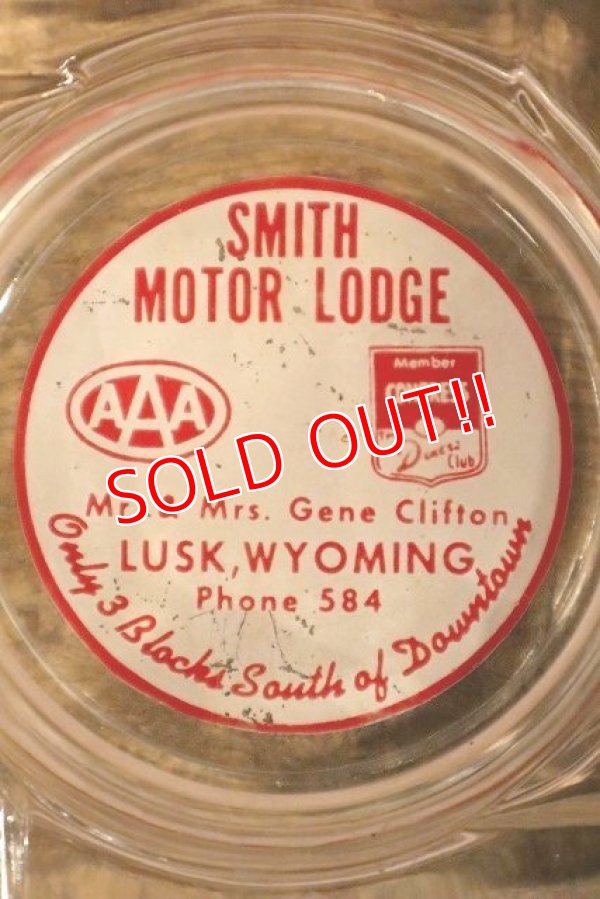 SMITH
MOTOR LODGE
AAA
Member
The Diners'
Club
SOLD OUT!!
Mr. & Mrs. Gene Clifton
LUSK, WYOMING
Phone 584
Only 3 Blocks South of Downtown